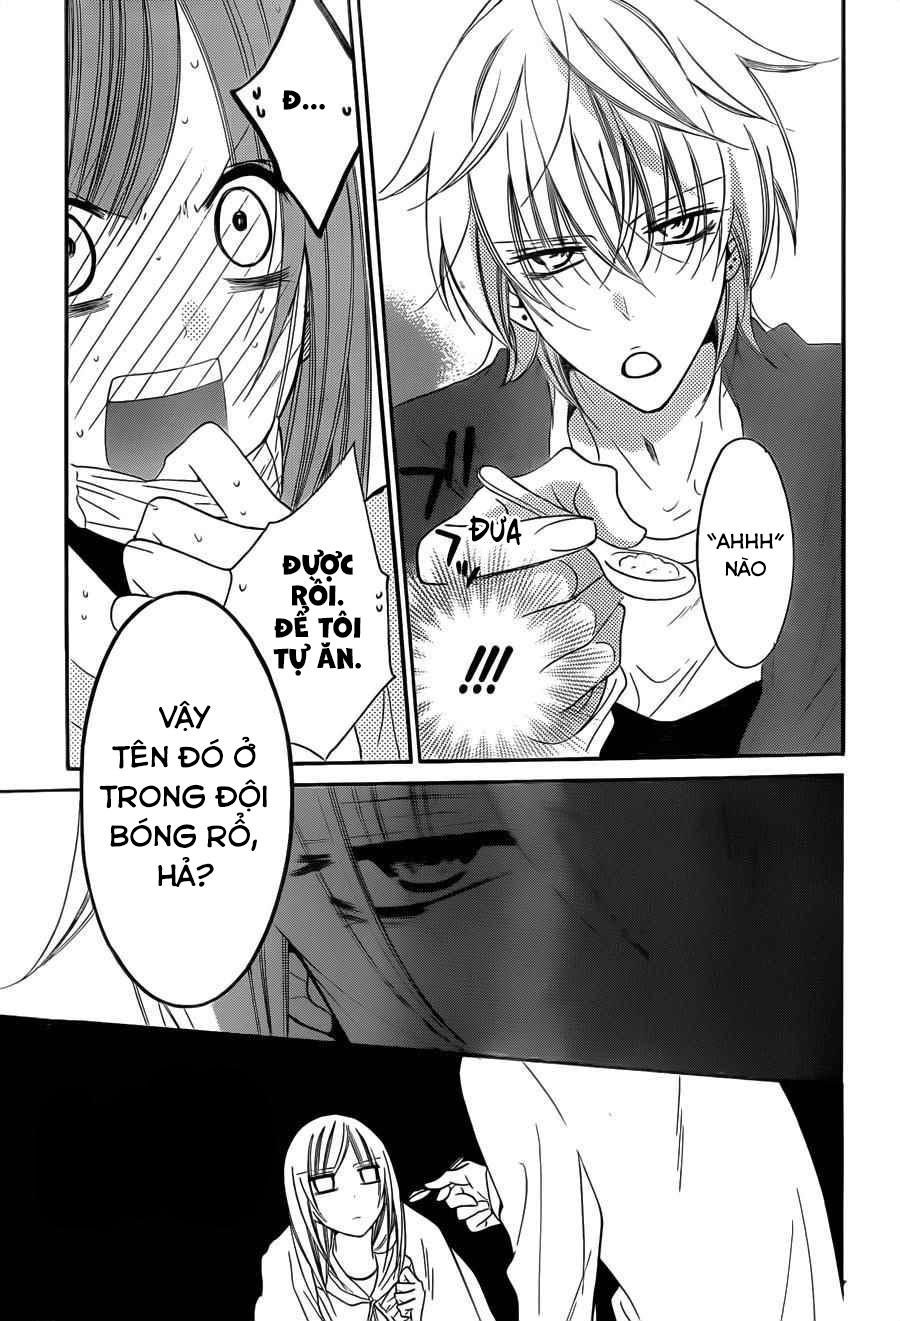 “AHHH“
NÀO
ĐƯA
!!!
Đ...
ĐƯỢC
RỒI.
ĐỂ TÔI
TỰ ĂN.
VẬY
TÊN ĐÓ Ở
TRONG ĐỘI
BÓNG RỔ,
HẢ?